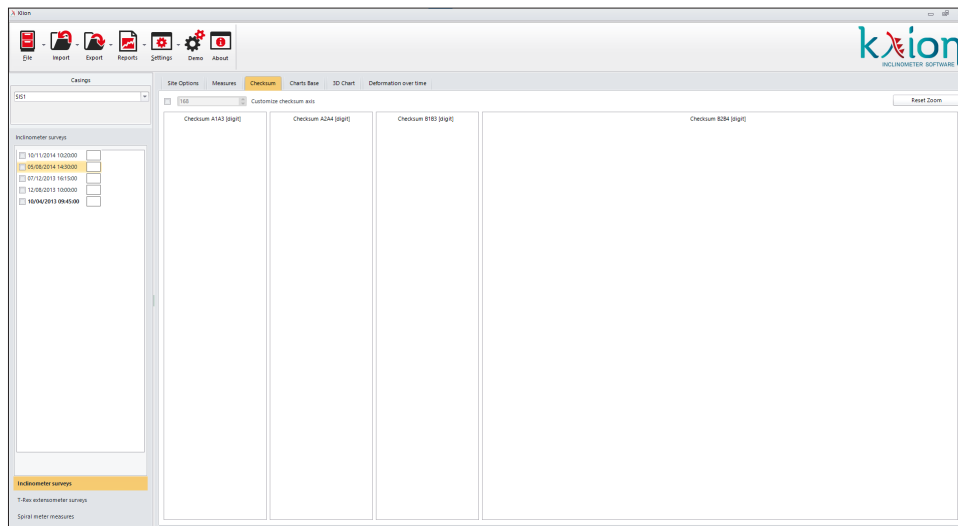 Klion
File
Import
Export
Reports
Settings
Demo
About
kλion
INCLINOMETER SOFTWARE
Casings
SIS1
Inclinometer surveys
10/11/2014 10:20:00
05/08/2014 14:30:00
07/12/2013 16:15:00
12/08/2013 10:00:00
18/04/2013 09:45:00
Inclinometer surveys
T-Rex extensometer surveys
Spiral meter measures
Site Options
Measures
Checksum
Charts Base
3D Chart
Deformation over time
168
Customize checksum axis
Reset Zoom
Checksum A1A3 [digit]
Checksum A2A4 [digit]
Checksum B1B3 [digit]
Checksum B2B4 [digit]